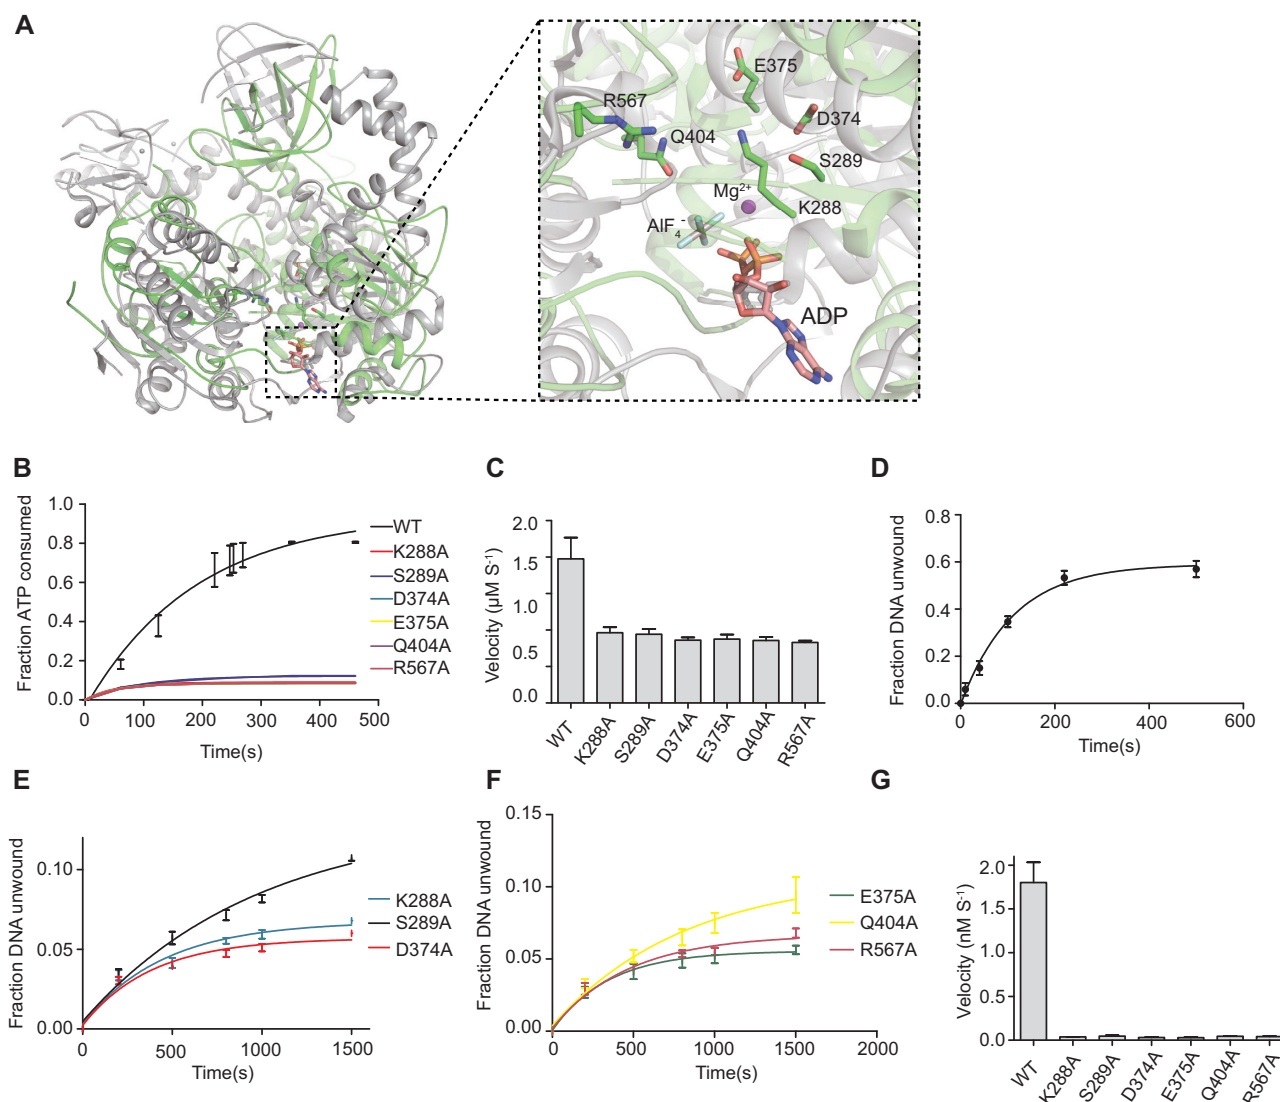 A
E375
R567
D374
Q404
S289
Mg²⁺
K288
AlF₄⁻
ADP
B
C
D
Fraction ATP consumed
1.0
0.8
0.6
0.4
0.2
0.0
0
100
200
300
400
500
Time(s)
WT
K288A
S289A
D374A
E375A
Q404A
R567A
Velocity (μM S⁻¹)
2.0
1.5
1.0
0.5
0.0
WT
K288A
S289A
D374A
E375A
Q404A
R567A
Fraction DNA unwound
0.8
0.6
0.4
0.2
0.0
0
200
400
600
Time(s)
E
F
G
Fraction DNA unwound
0.10
0.05
0.00
0
500
1000
1500
Time(s)
K288A
S289A
D374A
Fraction DNA unwound
0.15
0.10
0.05
0.00
0
500
1000
1500
2000
Time(s)
E375A
Q404A
R567A
Velocity (nM S⁻¹)
2.0
1.5
1.0
0.5
0.0
WT
K288A
S289A
D374A
E375A
Q404A
R567A